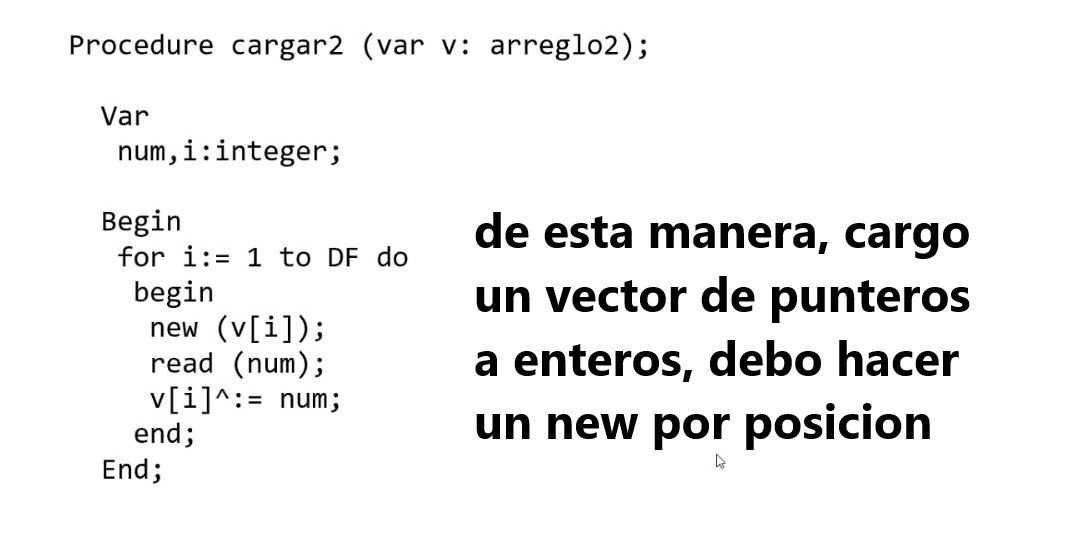 Procedure cargar2 (var v: arreglo2);
Var
num,i:integer;
Begin
for i:= 1 to DF do
begin
new (v[i]);
read (num);
v[i]^:= num;
end;
End;
de esta manera, cargo
un vector de punteros
a enteros, debo hacer
un new por posicion